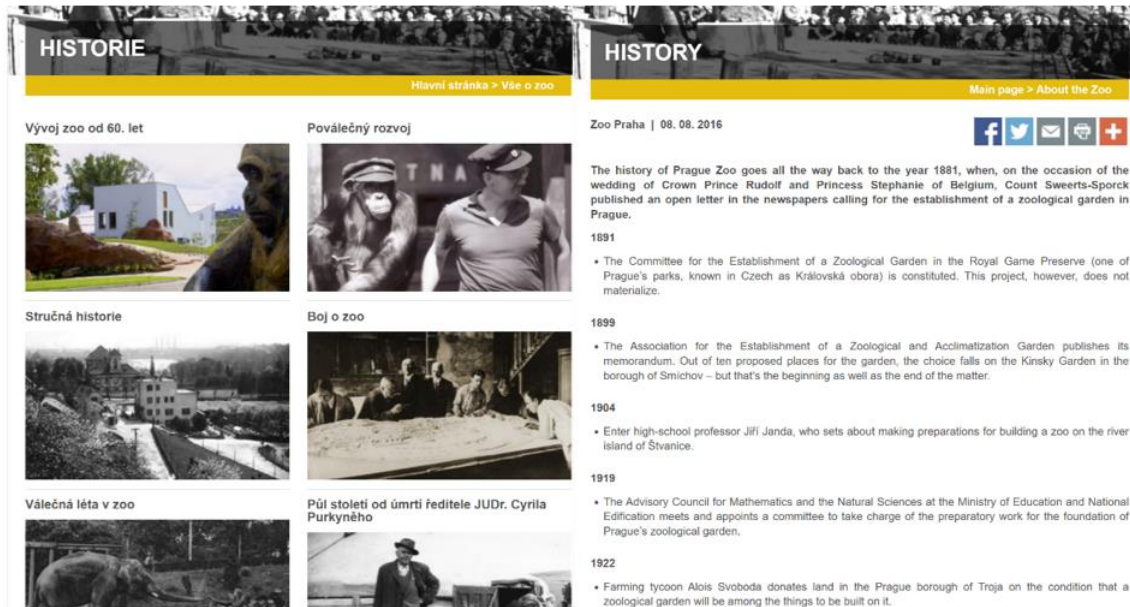 HISTORIE
Hlavní stránka > Vše o zoo
Vývoj zoo od 60. let
Poválečný rozvoj
TNA
Stručná historie
Boj o zoo
Válečná léta v zoo
Půl století od úmrtí ředitele JUDr. Cyrila
Purkyněho
HISTORY
Main page > About the Zoo
Zoo Praha | 08. 08. 2016
The history of Prague Zoo goes all the way back to the year 1881, when, on the occasion of the
wedding of Crown Prince Rudolf and Princess Stephanie of Belgium, Count Sweerts-Sporck
published an open letter in the newspapers calling for the establishment of a zoological garden in
Prague.
1891
• The Committee for the Establishment of a Zoological Garden in the Royal Game Preserve (one of
Prague's parks, known in Czech as Královská obora) is constituted. This project, however, does not
materialize.
1899
• The Association for the Establishment of a Zoological and Acclimatization Garden publishes its
memorandum. Out of ten proposed places for the garden, the choice falls on the Kinsky Garden in the
borough of Smíchov – but that's the beginning as well as the end of the matter.
1904
• Enter high-school professor Jiří Janda, who sets about making preparations for building a zoo on the river
island of Štvanice.
1919
• The Advisory Council for Mathematics and the Natural Sciences at the Ministry of Education and National
Edification meets and appoints a committee to take charge of the preparatory work for the foundation of
Prague's zoological garden.
1922
• Farming tycoon Alois Svoboda donates land in the Prague borough of Troja on the condition that a
zoological garden will be among the things to be built on it.